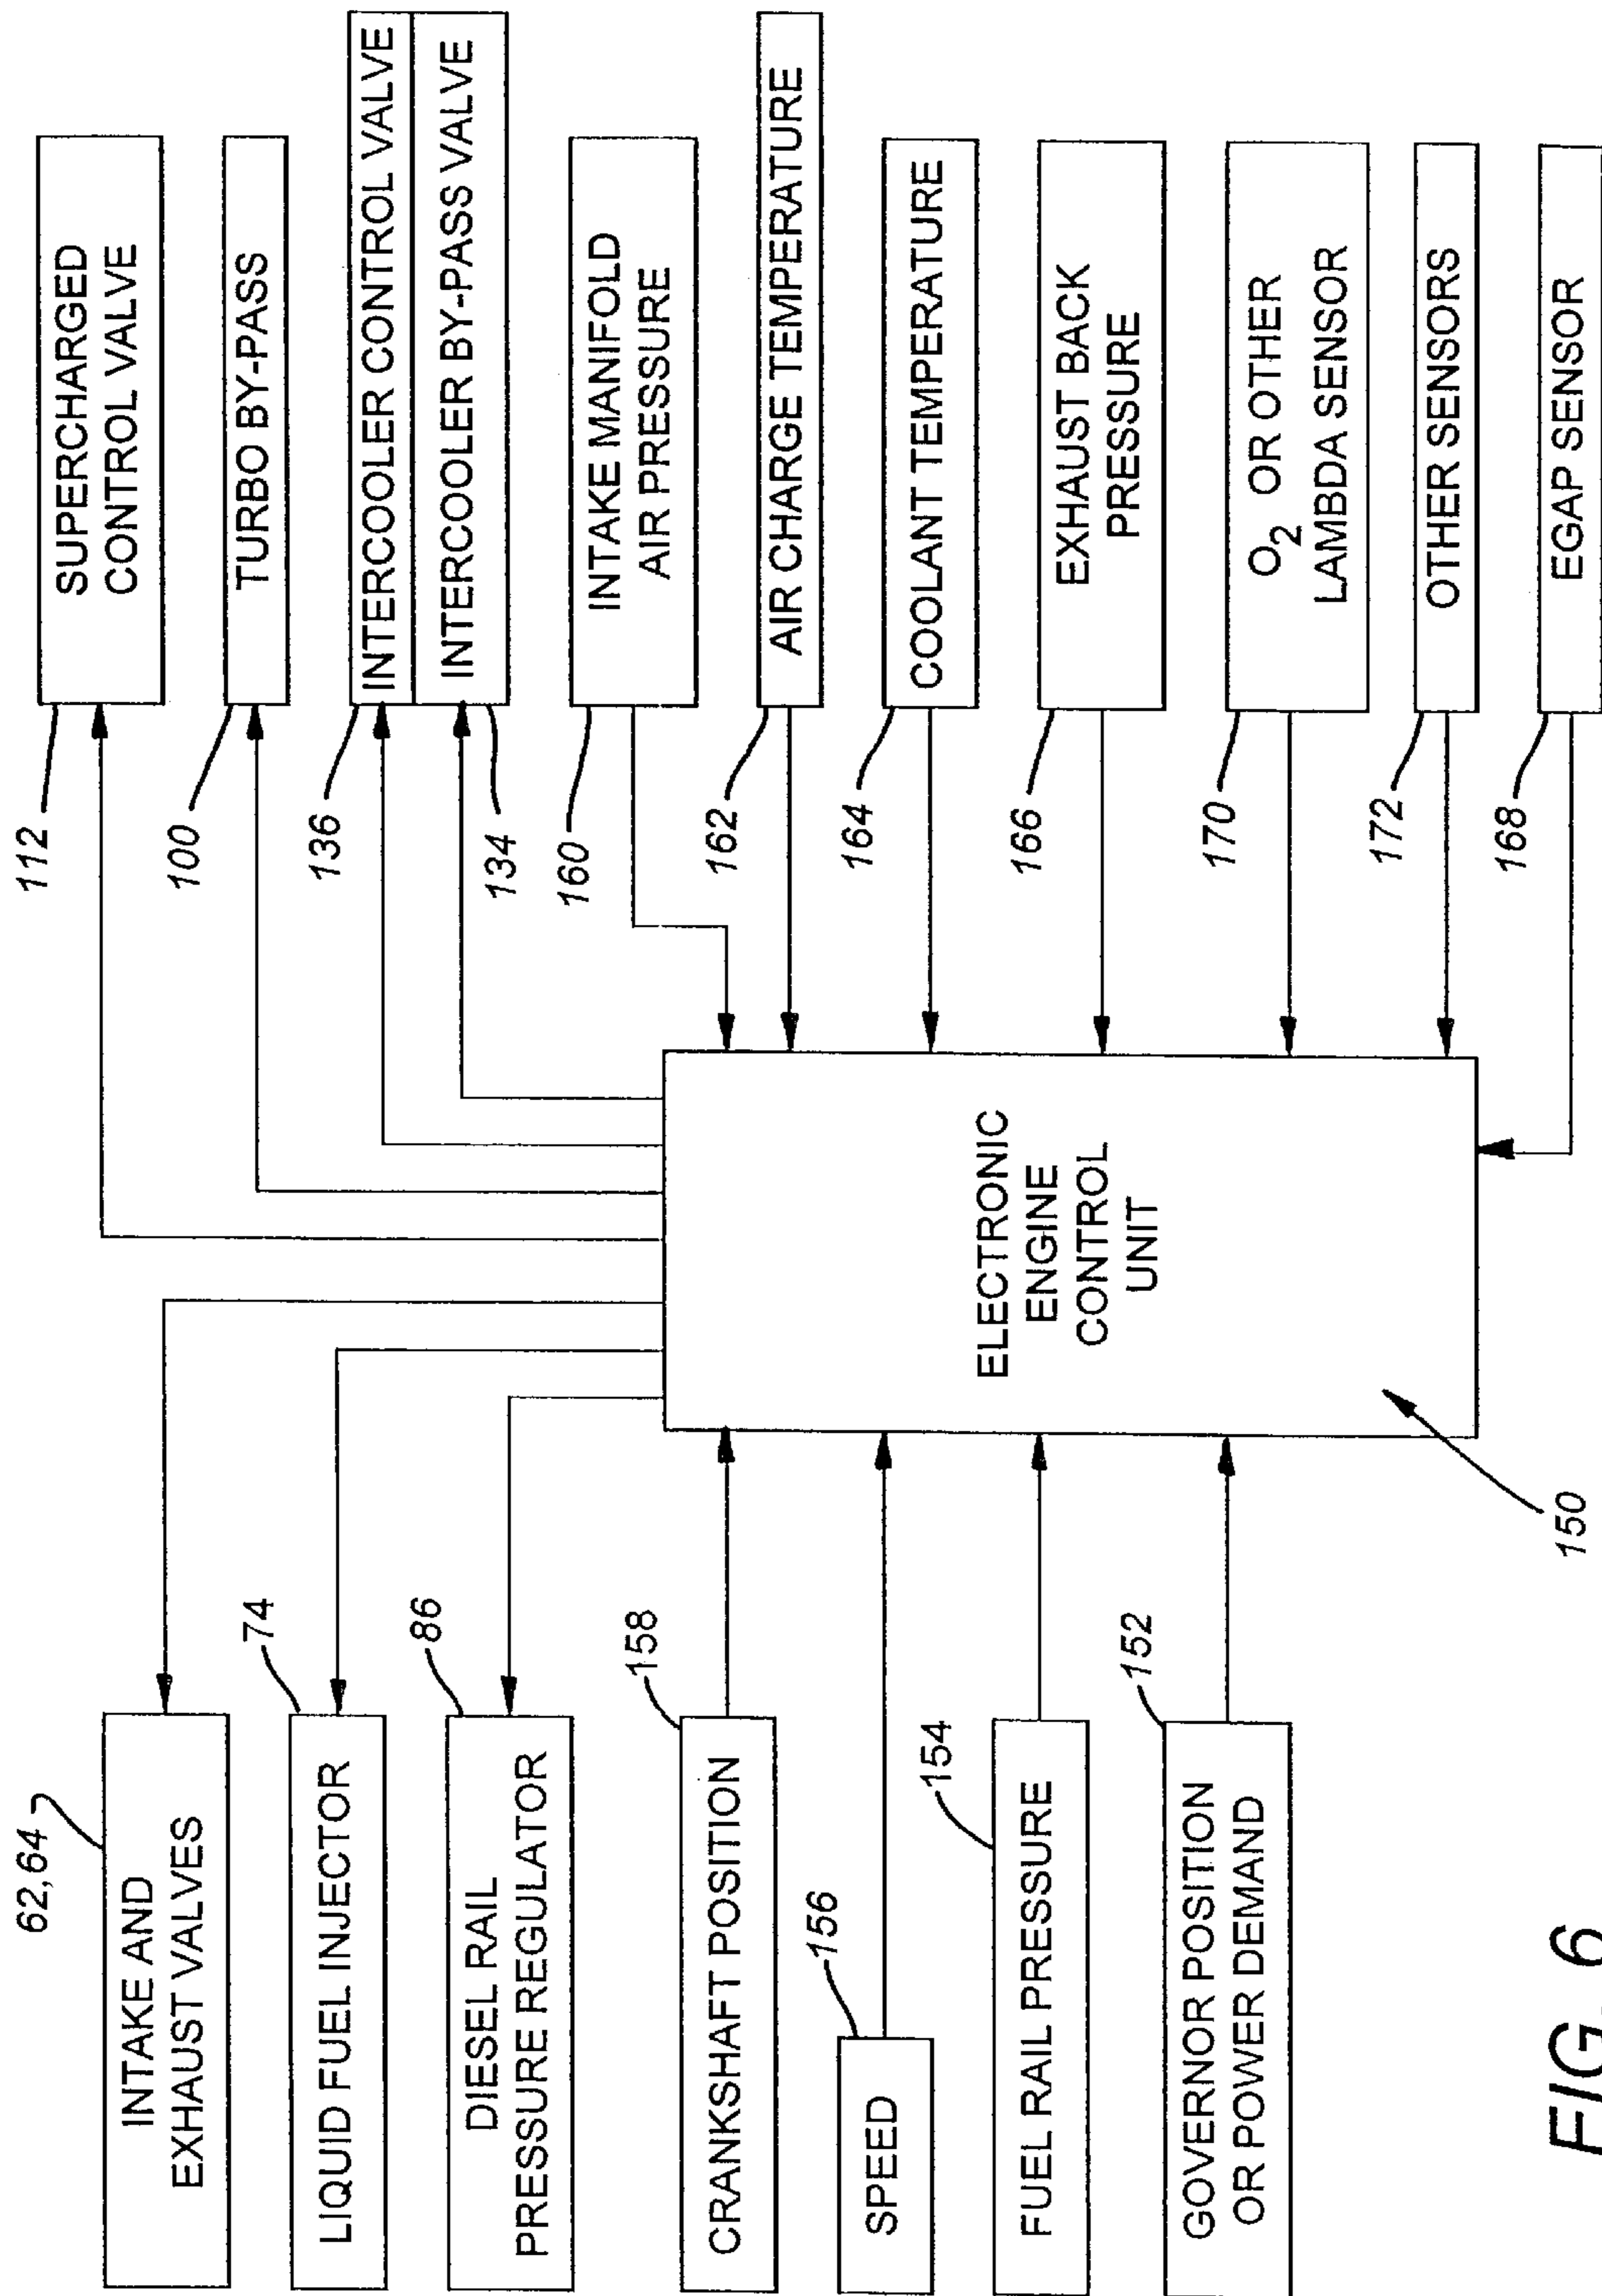 62,64
INTAKE AND
EXHAUST VALVES
74
LIQUID FUEL INJECTOR
86
DIESEL RAIL
PRESSURE REGULATOR
158
CRANKSHAFT POSITION
156
SPEED
154
FUEL RAIL PRESSURE
152
GOVERNOR POSITION
OR POWER DEMAND
ELECTRONIC
ENGINE
CONTROL
UNIT
150
112
SUPERCHARGED
CONTROL VALVE
100
TURBO BY-PASS
136
INTERCOOLER CONTROL VALVE
INTERCOOLER BY-PASS VALVE
134
160
INTAKE MANIFOLD
AIR PRESSURE
162
AIR CHARGE TEMPERATURE
164
COOLANT TEMPERATURE
166
EXHAUST BACK
PRESSURE
170
O2 OR OTHER
LAMBDA SENSOR
172
OTHER SENSORS
168
EGAP SENSOR
FIG. 6